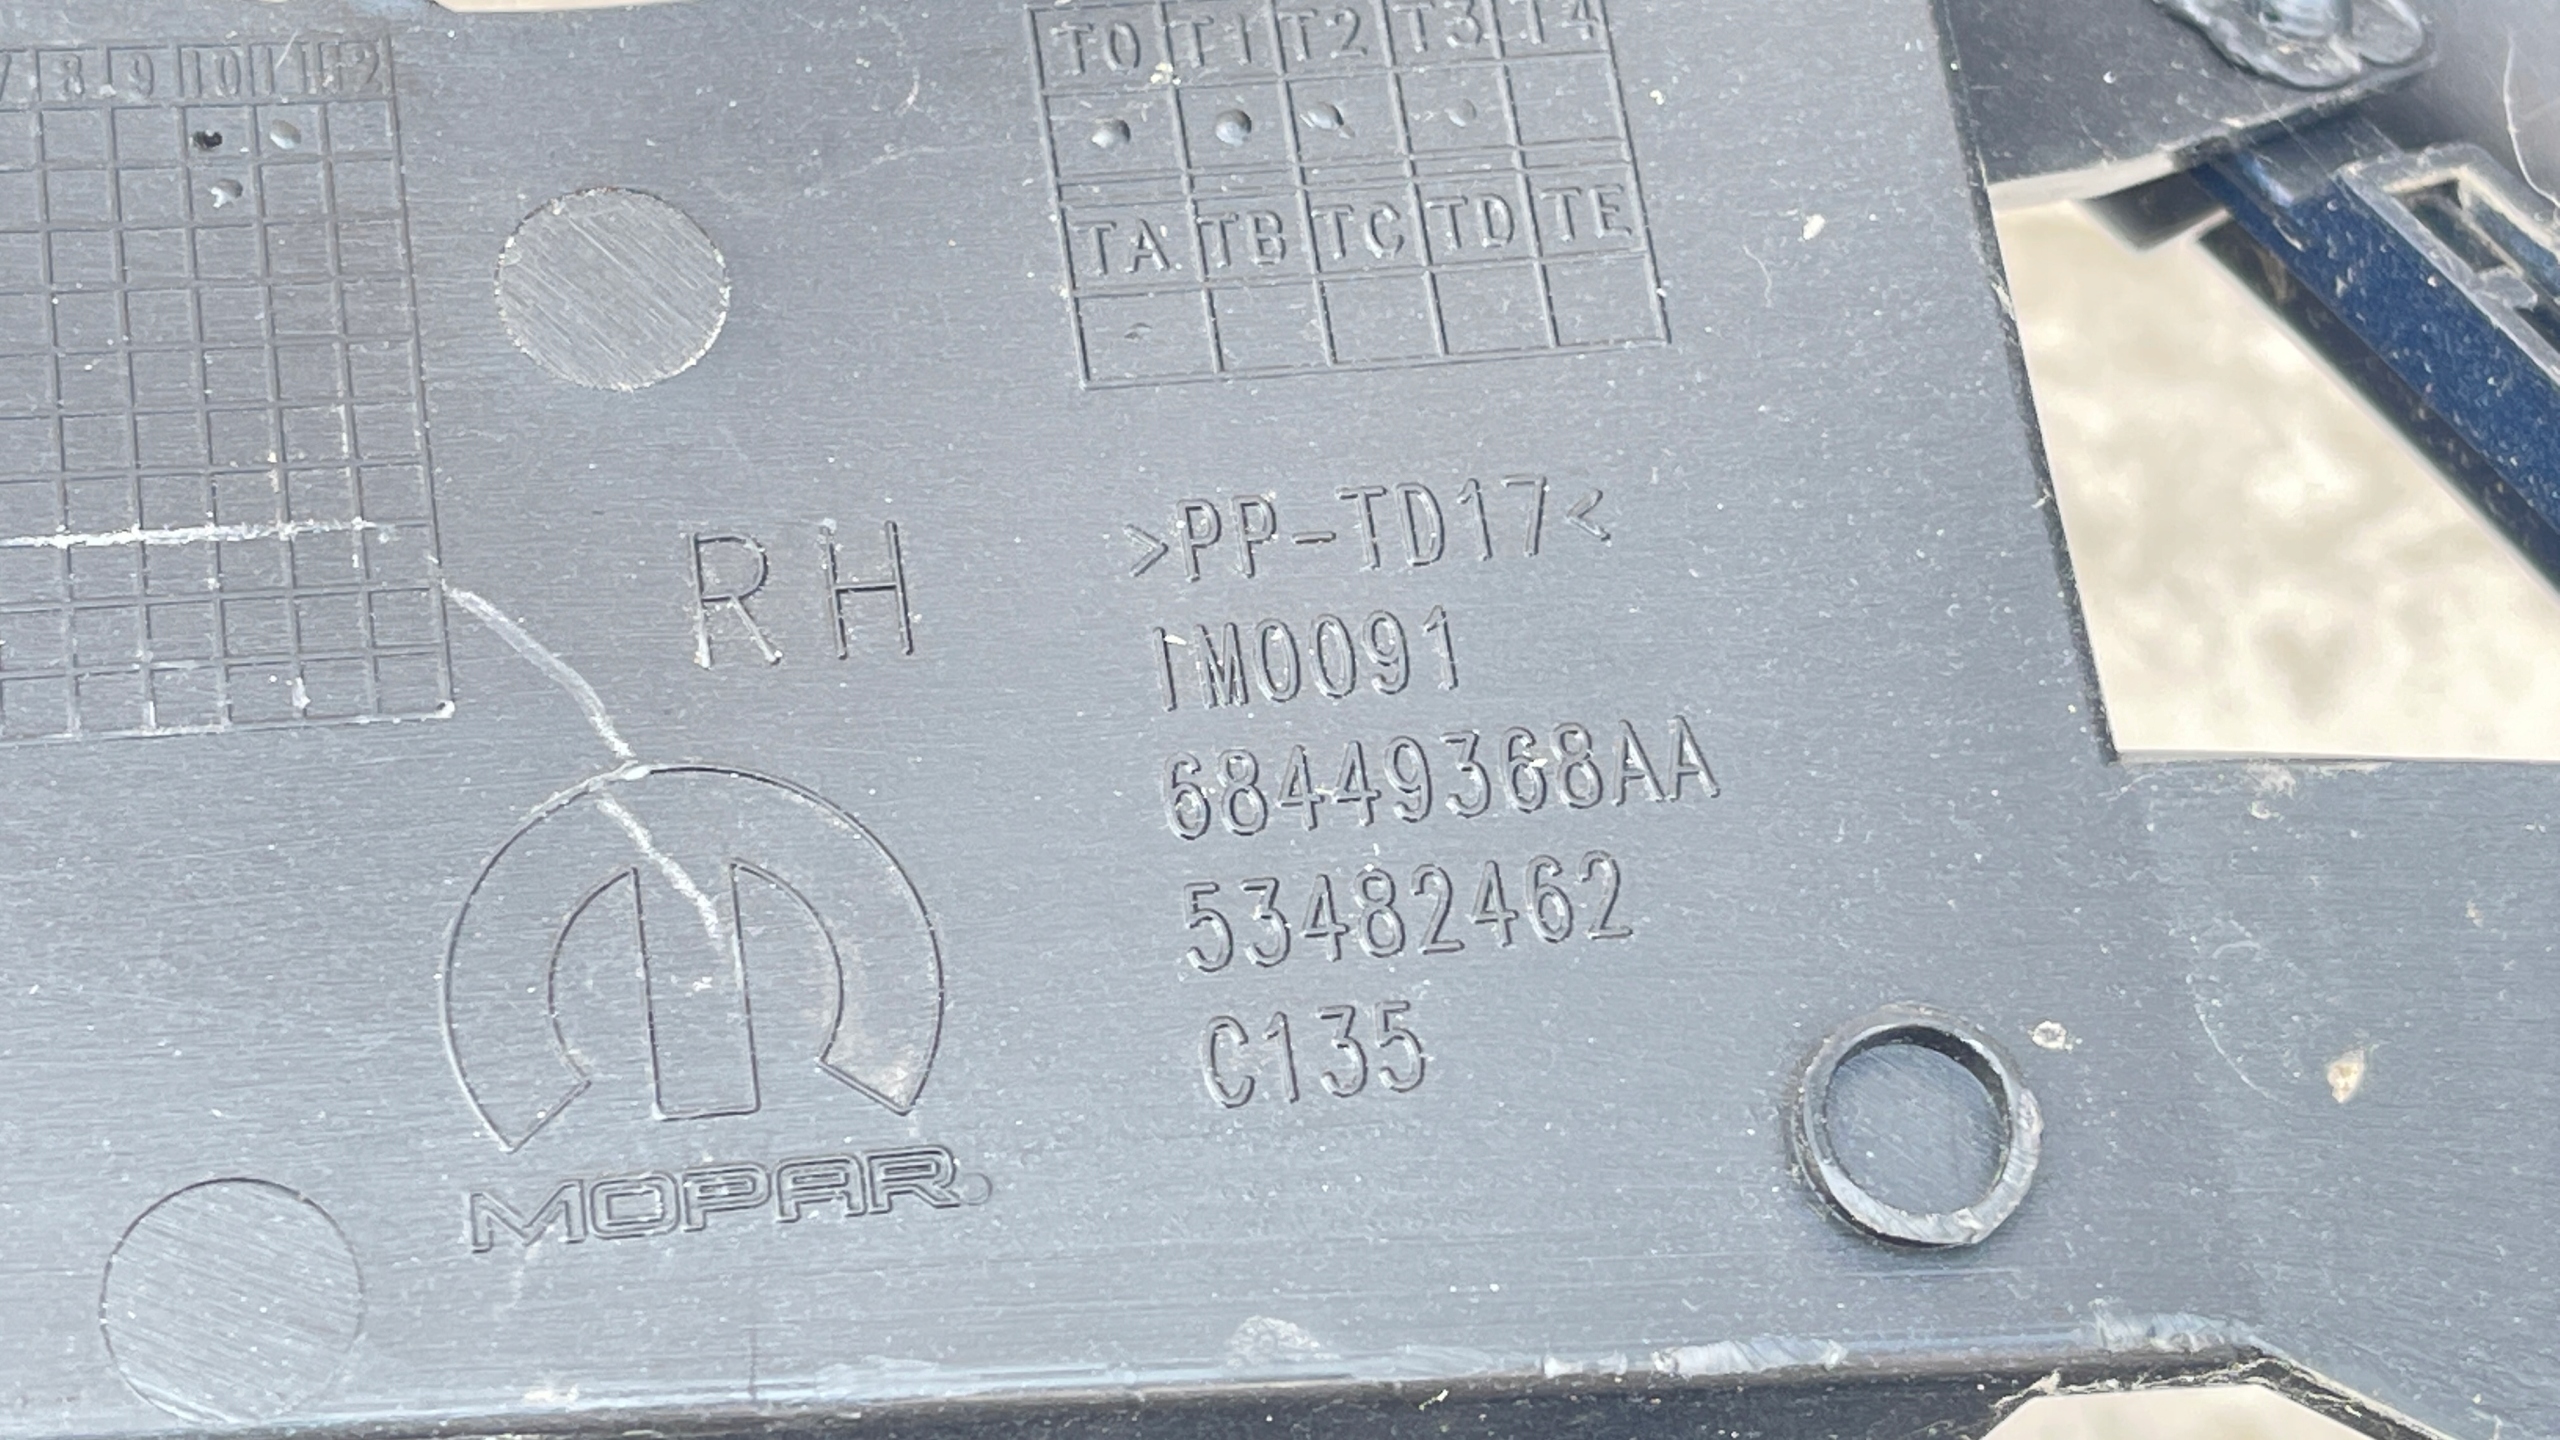 7 8 9 10 11 12
T0 T1 T2 T3 T4
TA TB TC TD TE
RH
>PP-TD17<
IM0091
68449368AA
53482462
C135
MOPAR